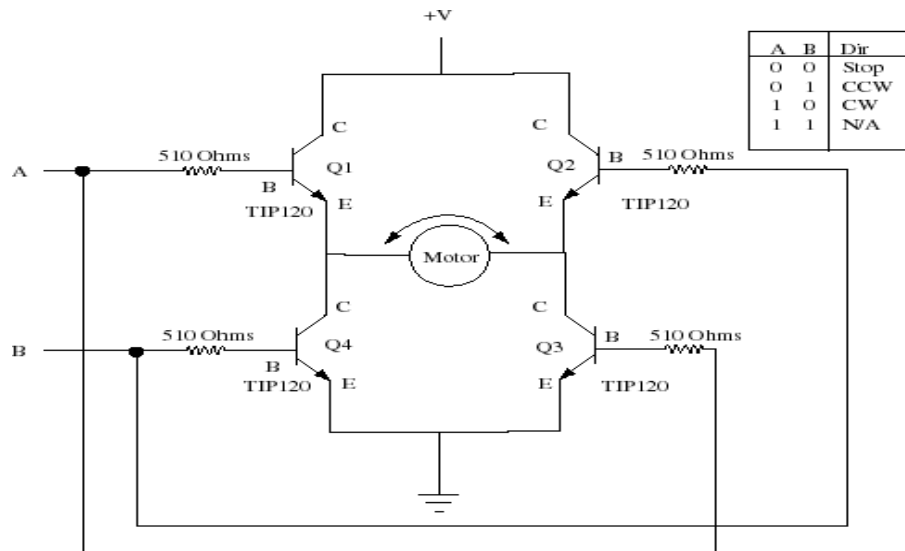 +V
A B Dir
0 0 Stop
0 1 CCW
1 0 CW
1 1 N/A
C
C
510 Ohms
B
510 Ohms
A
Q1
Q2
B
E
E
TIP120
TIP120
Motor
C
C
510 Ohms
510 Ohms
B
Q4
Q3
B
B
TIP120
E
E
TIP120